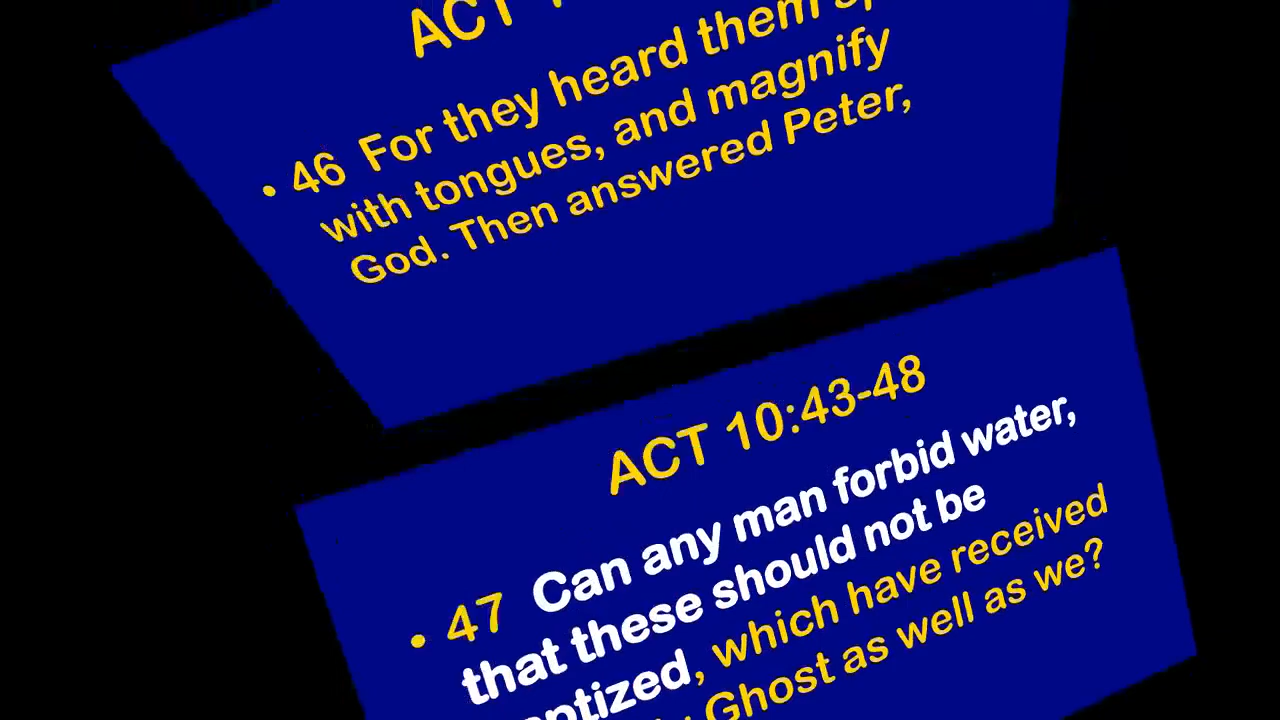 ACT
• 46 For they heard them
with tongues, and magnify
God. Then answered Peter,
ACT 10:43-48
• 47 Can any man forbid water,
that these should not be
which have received
Ghost as well as we?